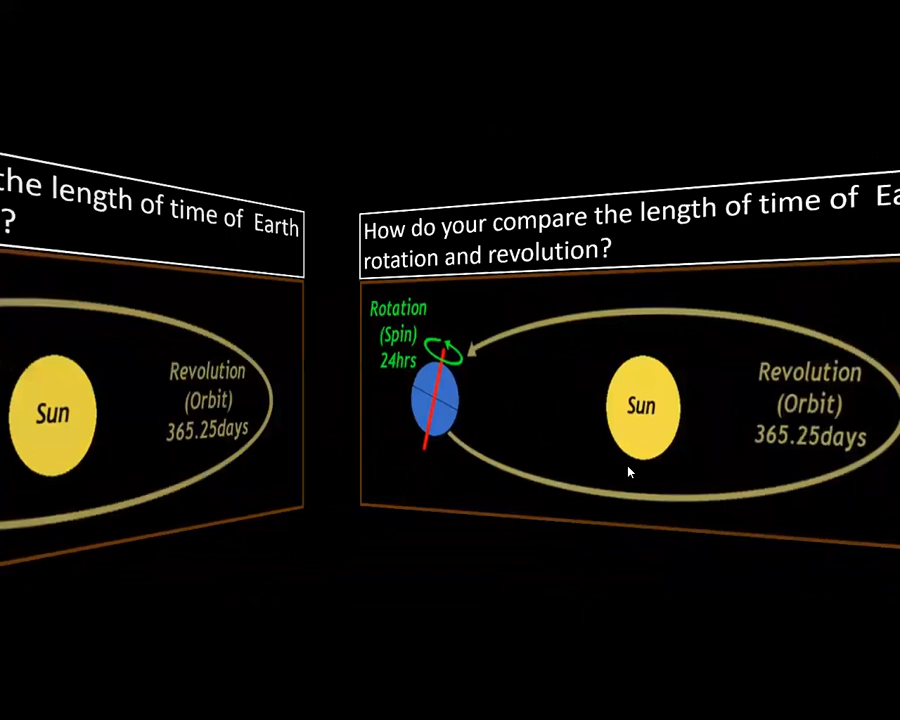 the length of time of Earth
?
Sun
Revolution
(Orbit)
365.25days
How do your compare the length of time of Ea
rotation and revolution?
Rotation
(Spin)
24hrs
Sun
Revolution
(Orbit)
365.25days